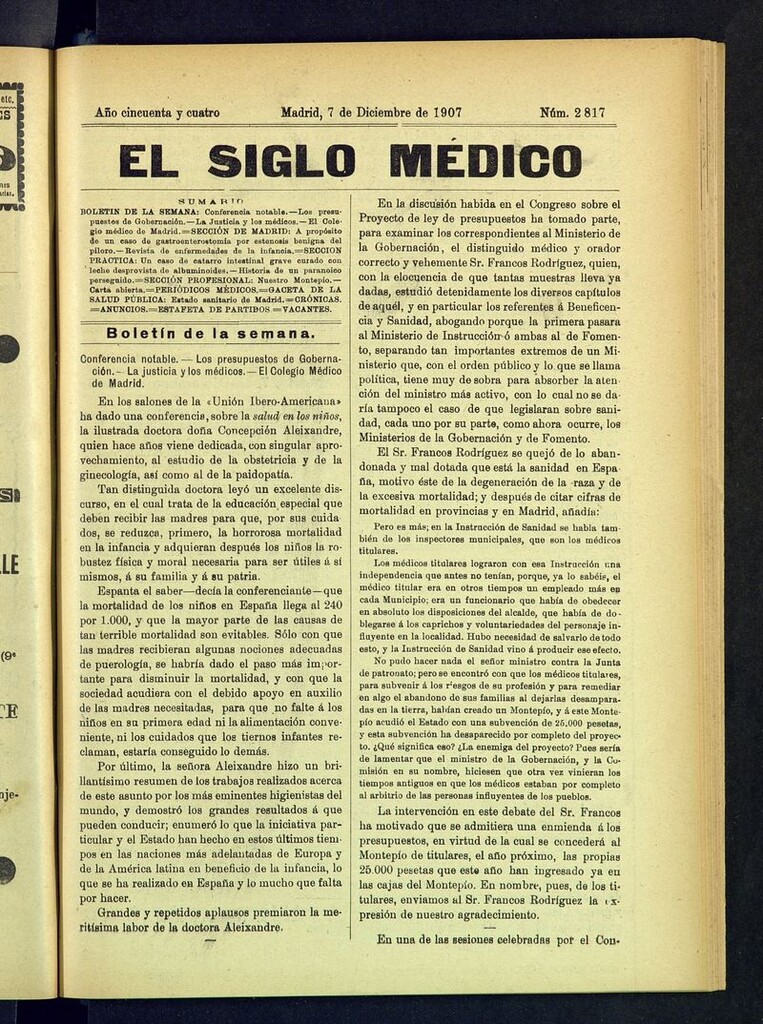 Año cincuenta y cuatro Madrid, 7 de Diciembre de 1907 Núm. 2817
EL SIGLO MÉDICO
SUMARIO
BOLETIN DE LA SEMANA: Conferencia notable.—Los presu-
puestos de Gobernación.—La Justicia y los médicos.—El Cole-
gio médico de Madrid.=SECCIÓN DE MADRID: A propósito
de un caso de gastroenterostomía por estenosis benigna del
píloro.—Revista de enfermedades de la infancia.=SECCION
PRACTICA: Un caso de catarro intestinal grave curado con
leche desprovista de albuminoides.—Historia de un paranoico
perseguido.=SECCIÓN PROFESIONAL: Nuestro Montepío.—
Carta abierta.=PERIÓDICOS MÉDICOS.=GACETA DE LA
SALUD PÚBLICA: Estado sanitario de Madrid.=CRÓNICAS.
=ANUNCIOS.=ESTAFETA DE PARTIDOS =VACANTES.
Boletín de la semana.
Conferencia notable.— Los presupuestos de Goberna-
ción.— La justicia y los médicos.—El Colegio Médico
de Madrid.
En los salones de la «Unión Ibero-Americana»
ha dado una conferencia, sobre la salud en los niños,
la ilustrada doctora doña Concepción Aleixandre,
quien hace años viene dedicada, con singular apro-
vechamiento, al estudio de la obstetricia y de la
ginecología, así como al de la paidopatía.
Tan distinguida doctora leyó un excelente dis-
curso, en el cual trata de la educación especial que
deben recibir las madres para que, por sus cuida-
dos, se reduzca, primero, la horrorosa mortalidad
en la infancia y adquieran después los niños la ro-
bustez física y moral necesaria para ser útiles á sí
mismos, á su familia y á su patria.
Espanta el saber—decía la conferenciante—que
la mortalidad de los niños en España llega al 240
por 1.000, y que la mayor parte de las causas de
tan terrible mortalidad son evitables. Sólo con que
las madres recibieran algunas nociones adecuadas
de puerología, se habría dado el paso más impor-
tante para disminuir la mortalidad, y con que la
sociedad acudiera con el debido apoyo en auxilio
de las madres necesitadas, para que no falte á los
niños en su primera edad ni la alimentación conve-
niente, ni los cuidados que los tiernos infantes re-
claman, estaría conseguido lo demás.
Por último, la señora Aleixandre hizo un bri-
llantísimo resumen de los trabajos realizados acerca
de este asunto por los más eminentes higienistas del
mundo, y demostró los grandes resultados á que
pueden conducir; enumeró lo que la iniciativa par-
ticular y el Estado han hecho en estos últimos tiem-
pos en las naciones más adelantadas de Europa y
de la América latina en beneficio de la infancia, lo
que se ha realizado en España y lo mucho que falta
por hacer.
Grandes y repetidos aplausos premiaron la me-
ritísima labor de la doctora Aleixandre.
En la discusión habida en el Congreso sobre el
Proyecto de ley de presupuestos ha tomado parte,
para examinar los correspondientes al Ministerio de
la Gobernación, el distinguido médico y orador
correcto y vehemente Sr. Francos Rodríguez, quien,
con la elocuencia de que tantas muestras lleva ya
dadas, estudió detenidamente los diversos capítulos
de aquél, y en particular los referentes á Beneficen-
cia y Sanidad, abogando porque la primera pasara
al Ministerio de Instrucción ó ambas al de Fomen-
to, separando tan importantes extremos de un Mi-
nisterio que, con el orden público y lo que se llama
política, tiene muy de sobra para absorber la aten
ción del ministro más activo, con lo cual no se da-
ría tampoco el caso de que legislaran sobre sani-
dad, cada uno por su parte, como ahora ocurre, los
Ministerios de la Gobernación y de Fomento.
El Sr. Francos Rodríguez se quejó de lo aban-
donada y mal dotada que está la sanidad en Espa
ña, motivo éste de la degeneración de la raza y de
la excesiva mortalidad; y después de citar cifras de
mortalidad en provincias y en Madrid, añadía:
Pero es más; en la Instrucción de Sanidad se habla tam-
bién de los inspectores municipales, que son los médicos
titulares.
Los médicos titulares lograron con esa Instrucción una
independencia que antes no tenían, porque, ya lo sabéis, el
médico titular era en otros tiempos un empleado más en
cada Municipio; era un funcionario que había de obedecer
en absoluto los disposiciones del alcalde, que había de do-
blegarse á los caprichos y voluntariedades del personaje in-
fluyente en la localidad. Hubo necesidad de salvarlo de todo
esto, y la Instrucción de Sanidad vino á producir ese efecto.
No pudo hacer nada el señor ministro contra la Junta
de patronato; pero se encontró con que los médicos titulares,
para subvenir á los riesgos de su profesión y para remediar
en algo el abandono de sus familias al dejarlas desampara-
das en la tierra, habían creado un Montepío, y á este Monte-
pío acudió el Estado con una subvención de 25,000 pesetas,
y esta subvención ha desaparecido por completo del proyec-
to. ¿Qué significa eso? ¿La enemiga del proyecto? Pues sería
de lamentar que el ministro de la Gobernación, y la Co-
misión en su nombre, hiciesen que otra vez vinieran los
tiempos antiguos en que los médicos estaban por completo
al arbitrio de las personas influyentes de los pueblos.
La intervención en este debate del Sr. Francos
ha motivado que se admitiera una enmienda á los
presupuestos, en virtud de la cual se concederá al
Montepío de titulares, el año próximo, las propias
25.000 pesetas que este año han ingresado ya en
las cajas del Montepío. En nombre, pues, de los ti-
tulares, enviamos al Sr. Francos Rodríguez la ex-
presión de nuestro agradecimiento.
En una de las sesiones celebradas por el Con-